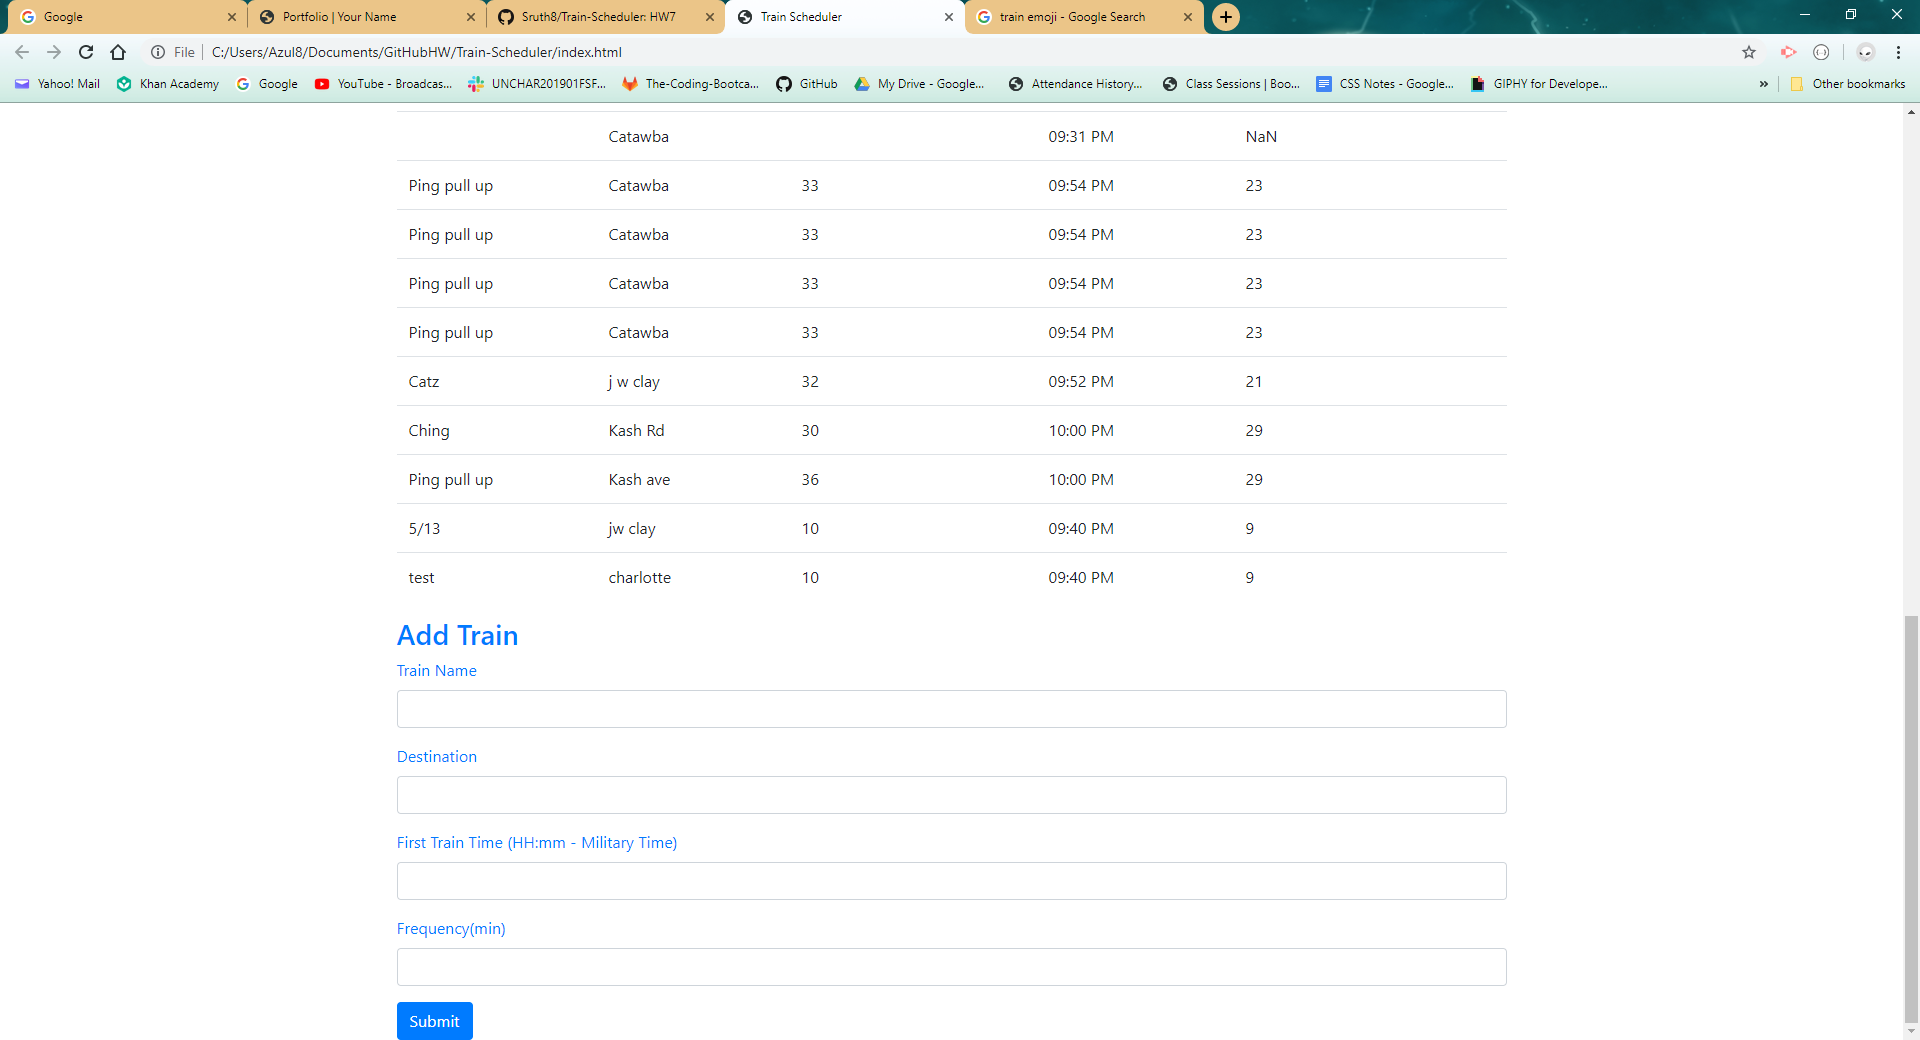 Google
Portfolio | Your Name
Sruth8/Train-Scheduler: HW7
Train Scheduler
train emoji - Google Search
File
C:/Users/Azul8/Documents/GitHubHW/Train-Scheduler/index.html
Yahoo! Mail
Khan Academy
Google
YouTube - Broadcas...
UNCHAR201901FSF...
The-Coding-Bootca...
GitHub
My Drive - Google...
Attendance History...
Class Sessions | Boo...
CSS Notes - Google...
GIPHY for Develope...
»
Other bookmarks
Catawba 09:31 PM NaN
Ping pull up Catawba 33 09:54 PM 23
Ping pull up Catawba 33 09:54 PM 23
Ping pull up Catawba 33 09:54 PM 23
Ping pull up Catawba 33 09:54 PM 23
Catz j w clay 32 09:52 PM 21
Ching Kash Rd 30 10:00 PM 29
Ping pull up Kash ave 36 10:00 PM 29
5/13 jw clay 10 09:40 PM 9
test charlotte 10 09:40 PM 9
Add Train
Train Name
Destination
First Train Time (HH:mm - Military Time)
Frequency(min)
Submit